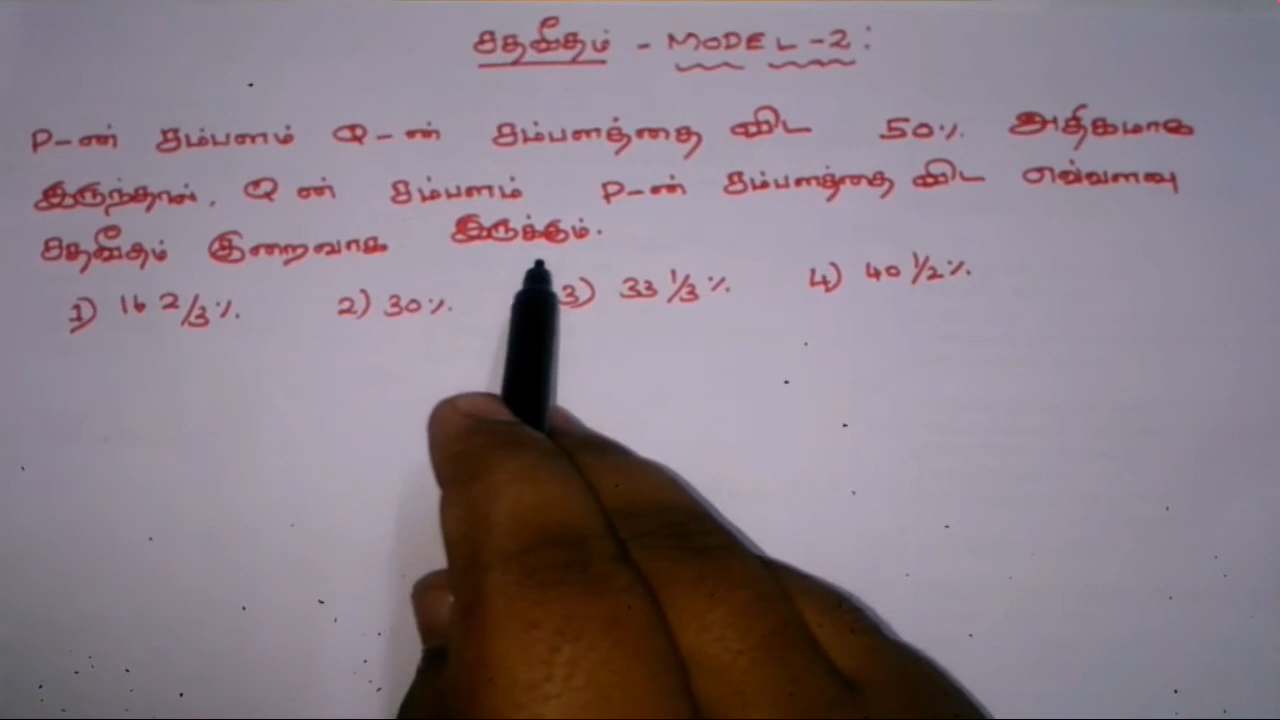 சதவீதம் - MODEL -2:
P-ன் சம்பளம் Q-ன் சம்பளத்தை விட 50% அதிகமாக
இருந்தால், Q ன் சம்பளம் P-ன் சம்பளத்தை விட எவ்வளவு
சதவீதம் குறைவாக இருக்கும்.
1) 16 2/3% 2) 30% 3) 33 1/3% 4) 40 1/2%